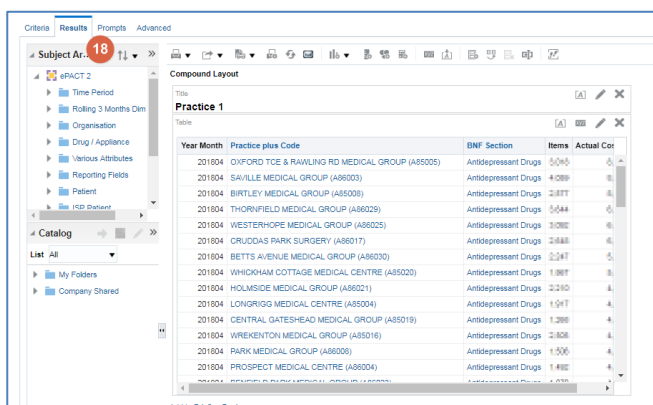 Criteria Results Prompts Advanced
18
Subject Ar...
ePACT 2
Time Period
Rolling 3 Months Dim
Organisation
Drug / Appliance
Various Attributes
Reporting Fields
Patient
ISP Patient
Catalog
List All
My Folders
Company Shared
Compound Layout
Title
Practice 1
Table
Year Month Practice plus Code BNF Section Items Actual Cos
201804 OXFORD TCE & RAWLING RD MEDICAL GROUP (A85005) Antidepressant Drugs
201804 SAVILLE MEDICAL GROUP (A86003) Antidepressant Drugs
201804 BIRTLEY MEDICAL GROUP (A85008) Antidepressant Drugs
201804 THORNFIELD MEDICAL GROUP (A86029) Antidepressant Drugs
201804 WESTERHOPE MEDICAL GROUP (A86025) Antidepressant Drugs
201804 CRUDDAS PARK SURGERY (A86017) Antidepressant Drugs
201804 BETTS AVENUE MEDICAL GROUP (A86030) Antidepressant Drugs
201804 WHICKHAM COTTAGE MEDICAL CENTRE (A85020) Antidepressant Drugs
201804 HOLMSIDE MEDICAL GROUP (A86021) Antidepressant Drugs
201804 LONGRIGG MEDICAL CENTRE (A85004) Antidepressant Drugs
201804 CENTRAL GATESHEAD MEDICAL GROUP (A85019) Antidepressant Drugs
201804 WREKENTON MEDICAL GROUP (A85016) Antidepressant Drugs
201804 PARK MEDICAL GROUP (A86008) Antidepressant Drugs
201804 PROSPECT MEDICAL CENTRE (A86004) Antidepressant Drugs